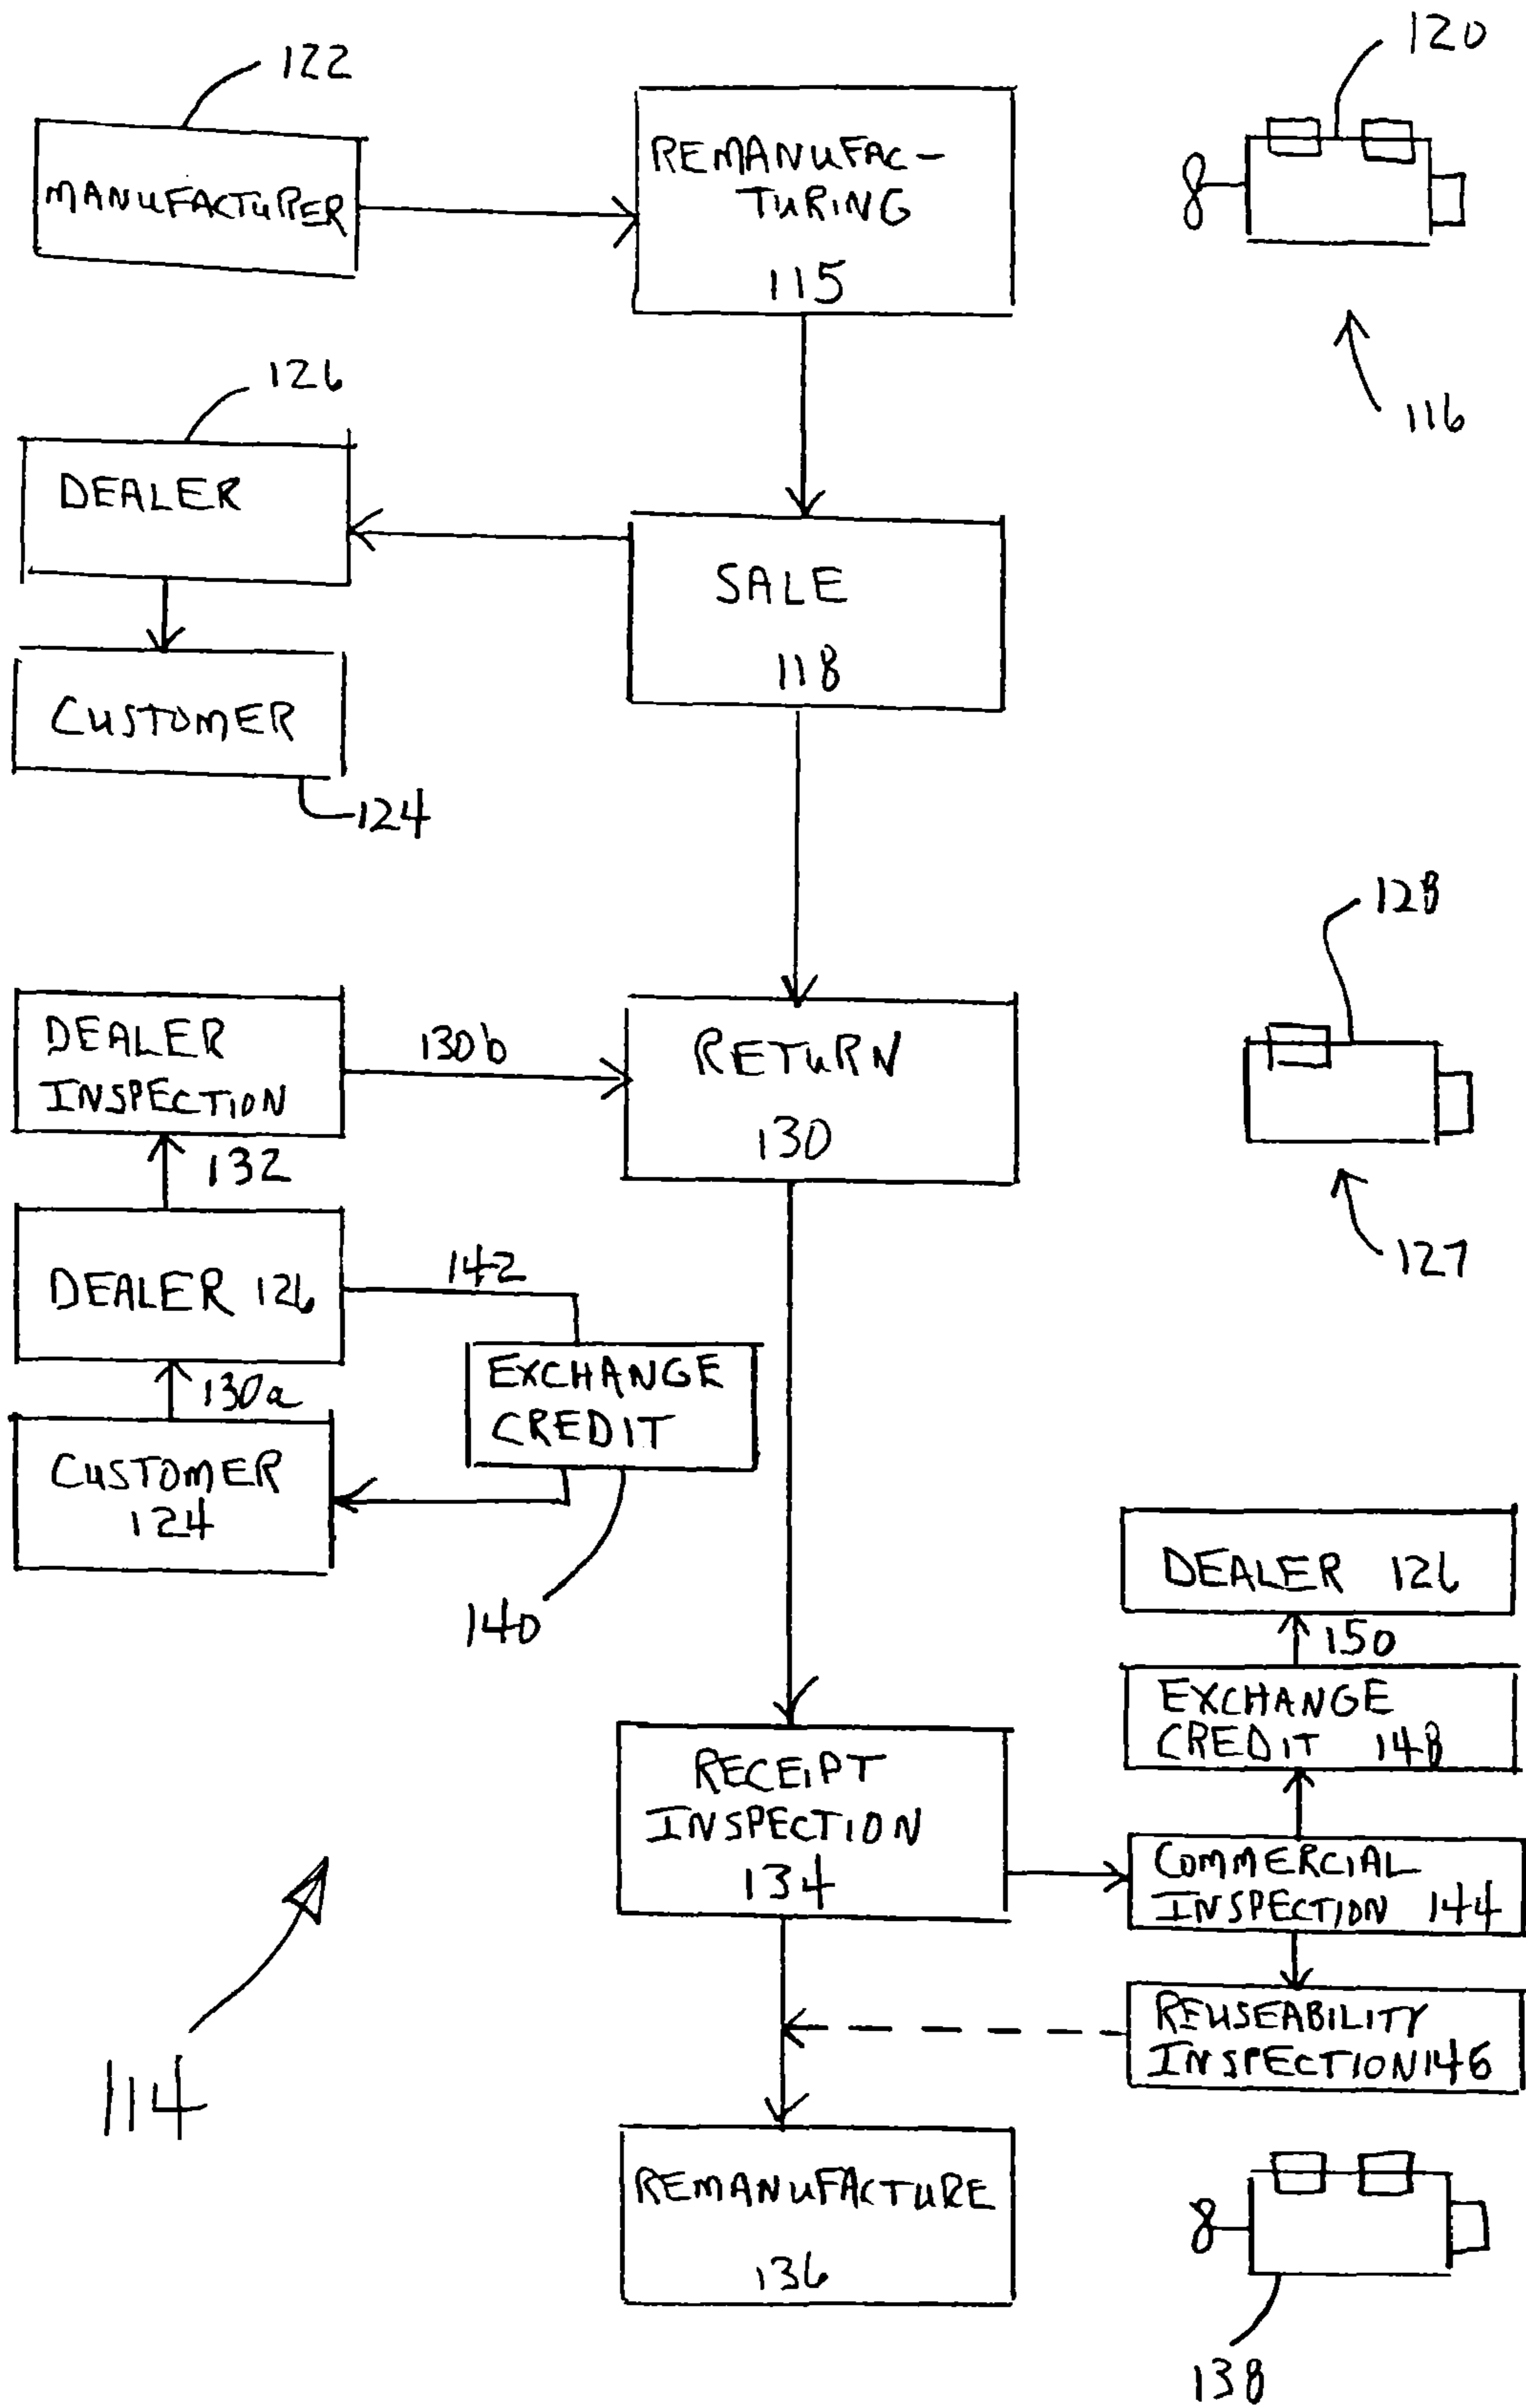 122
120
MANUFACTURER
REMANUFAC-
TURING
115
116
126
DEALER
SALE
118
CUSTOMER
124
128
DEALER
INSPECTION
130b
RETURN
130
132
127
DEALER 126
142
EXCHANGE
CREDIT
130a
CUSTOMER
124
140
DEALER 126
150
EXCHANGE
CREDIT 148
RECEIPT
INSPECTION
134
COMMERCIAL
INSPECTION 144
REUSEABILITY
INSPECTION 146
114
REMANUFACTURE
136
138